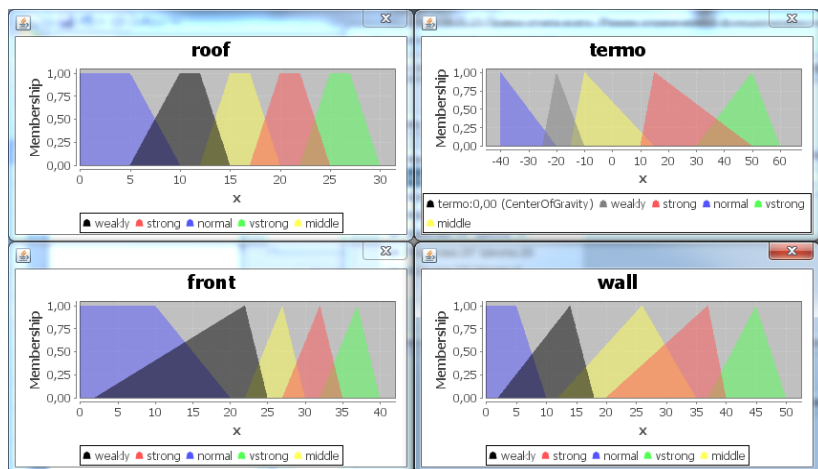 roof
Membership
1,00
0,75
0,50
0,25
0,00
0 5 10 15 20 25 30
x
weakly strong normal vstrong middle
termo
Membership
1,00
0,75
0,50
0,25
0,00
-40 -30 -20 -10 0 10 20 30 40 50 60
x
termo:0,00 (CenterOfGravity) weakly strong normal vstrong
middle
front
Membership
1,00
0,75
0,50
0,25
0,00
0 5 10 15 20 25 30 35 40
x
weakly strong normal vstrong middle
wall
Membership
1,00
0,75
0,50
0,25
0,00
0 5 10 15 20 25 30 35 40 45 50
x
weakly strong normal vstrong middle